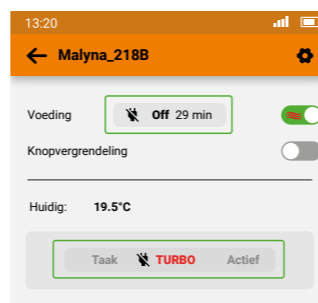 13:20
Malyna_218B
Voeding Off 29 min
Knopvergrendeling
Huidig: 19.5°C
Taak TURBO Actief